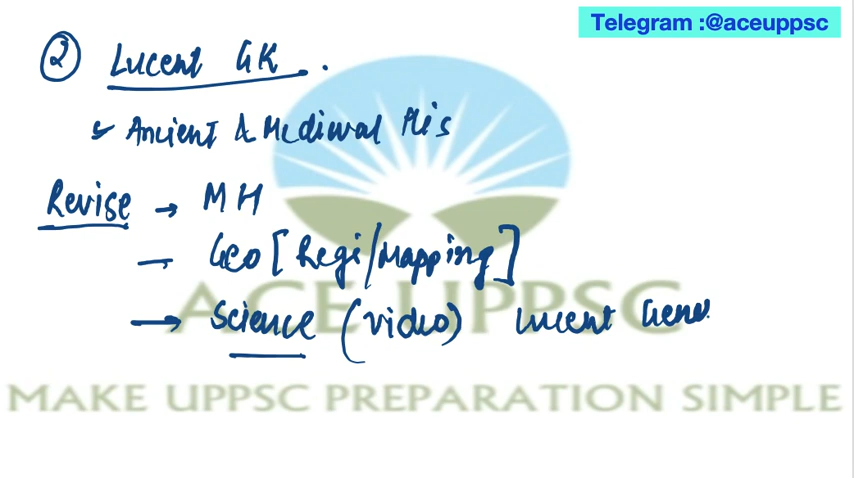 Telegram :@aceuppsc
② Lucent GK .
Ancient & Mediwal His
Revise → MH
— Geo [Regi/Mapping]
→ Science (video) Lucent Gene
ACE UPPSC
MAKE UPPSC PREPARATION SIMPLE